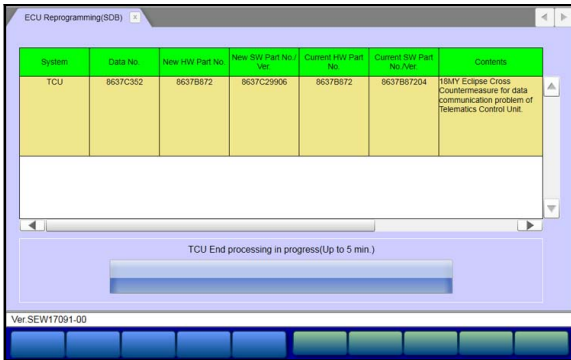 ECU Reprogramming(SDB)
System
Data No.
New HW Part No.
New SW Part No./
Ver.
Current HW Part
No.
Current SW Part
No./Ver.
Contents
TCU
8637C352
8637B872
8637C29906
8637B872
8637B87204
18MY Eclipse Cross
Countermeasure for data
communication problem of
Telematics Control Unit.
TCU End processing in progress(Up to 5 min.)
Ver.SEW17091-00